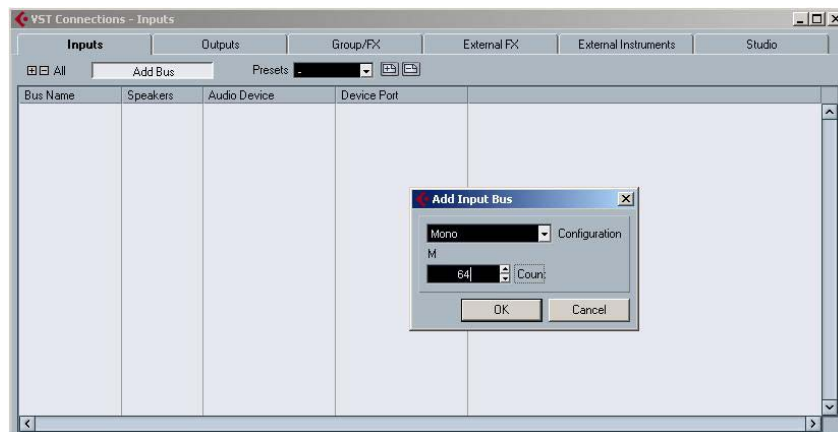 VST Connections - Inputs
Inputs Outputs Group/FX External FX External Instruments Studio
All Add Bus Presets -
Bus Name Speakers Audio Device Device Port
Add Input Bus
Mono Configuration
M
64 Coun:
OK Cancel